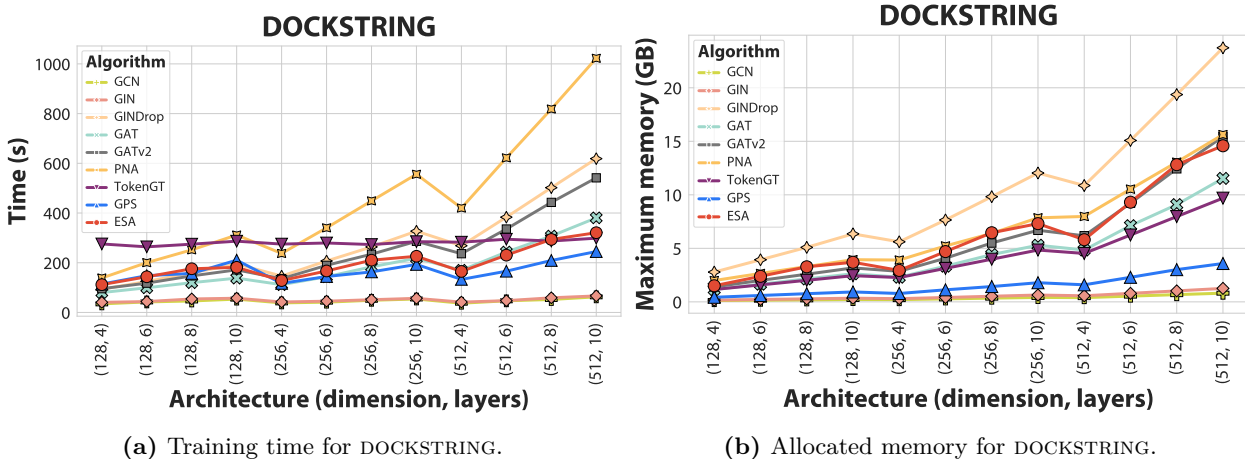 DOCKSTRING
Time (s)
1000
800
600
400
200
0
Algorithm
GCN
GIN
GINDrop
GAT
GATv2
PNA
TokenGT
GPS
ESA
(128, 4)
(128, 6)
(128, 8)
(128, 10)
(256, 4)
(256, 6)
(256, 8)
(256, 10)
(512, 4)
(512, 6)
(512, 8)
(512, 10)
Architecture (dimension, layers)
(a) Training time for DOCKSTRING.
DOCKSTRING
Maximum memory (GB)
20
15
10
5
0
Algorithm
GCN
GIN
GINDrop
GAT
GATv2
PNA
TokenGT
GPS
ESA
(128, 4)
(128, 6)
(128, 8)
(128, 10)
(256, 4)
(256, 6)
(256, 8)
(256, 10)
(512, 4)
(512, 6)
(512, 8)
(512, 10)
Architecture (dimension, layers)
(b) Allocated memory for DOCKSTRING.